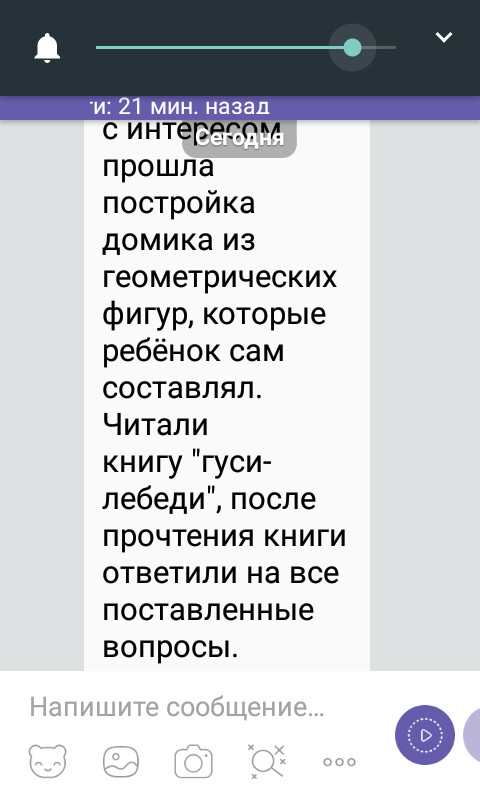 и: 21 мин. назад
Сегодня
с интересом
прошла
постройка
домика из
геометрических
фигур, которые
ребёнок сам
составлял.
Читали
книгу "гуси-
лебеди", после
прочтения книги
ответили на все
поставленные
вопросы.
Напишите сообщение...